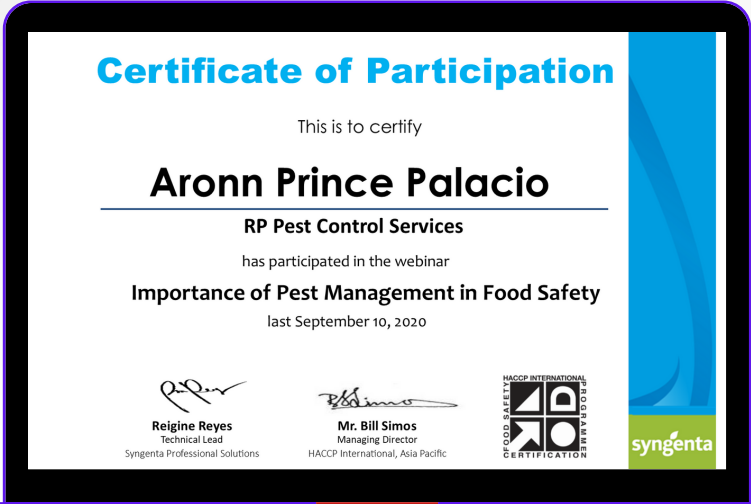 Certificate of Participation
This is to certify
Aronn Prince Palacio
RP Pest Control Services
has participated in the webinar
Importance of Pest Management in Food Safety
last September 10, 2020
Reigine Reyes
Technical Lead
Syngenta Professional Solutions
Mr. Bill Simos
Managing Director
HACCP International, Asia Pacific
HACCP INTERNATIONAL
FOOD SAFETY
PROGRAMME
CERTIFICATION
syngenta